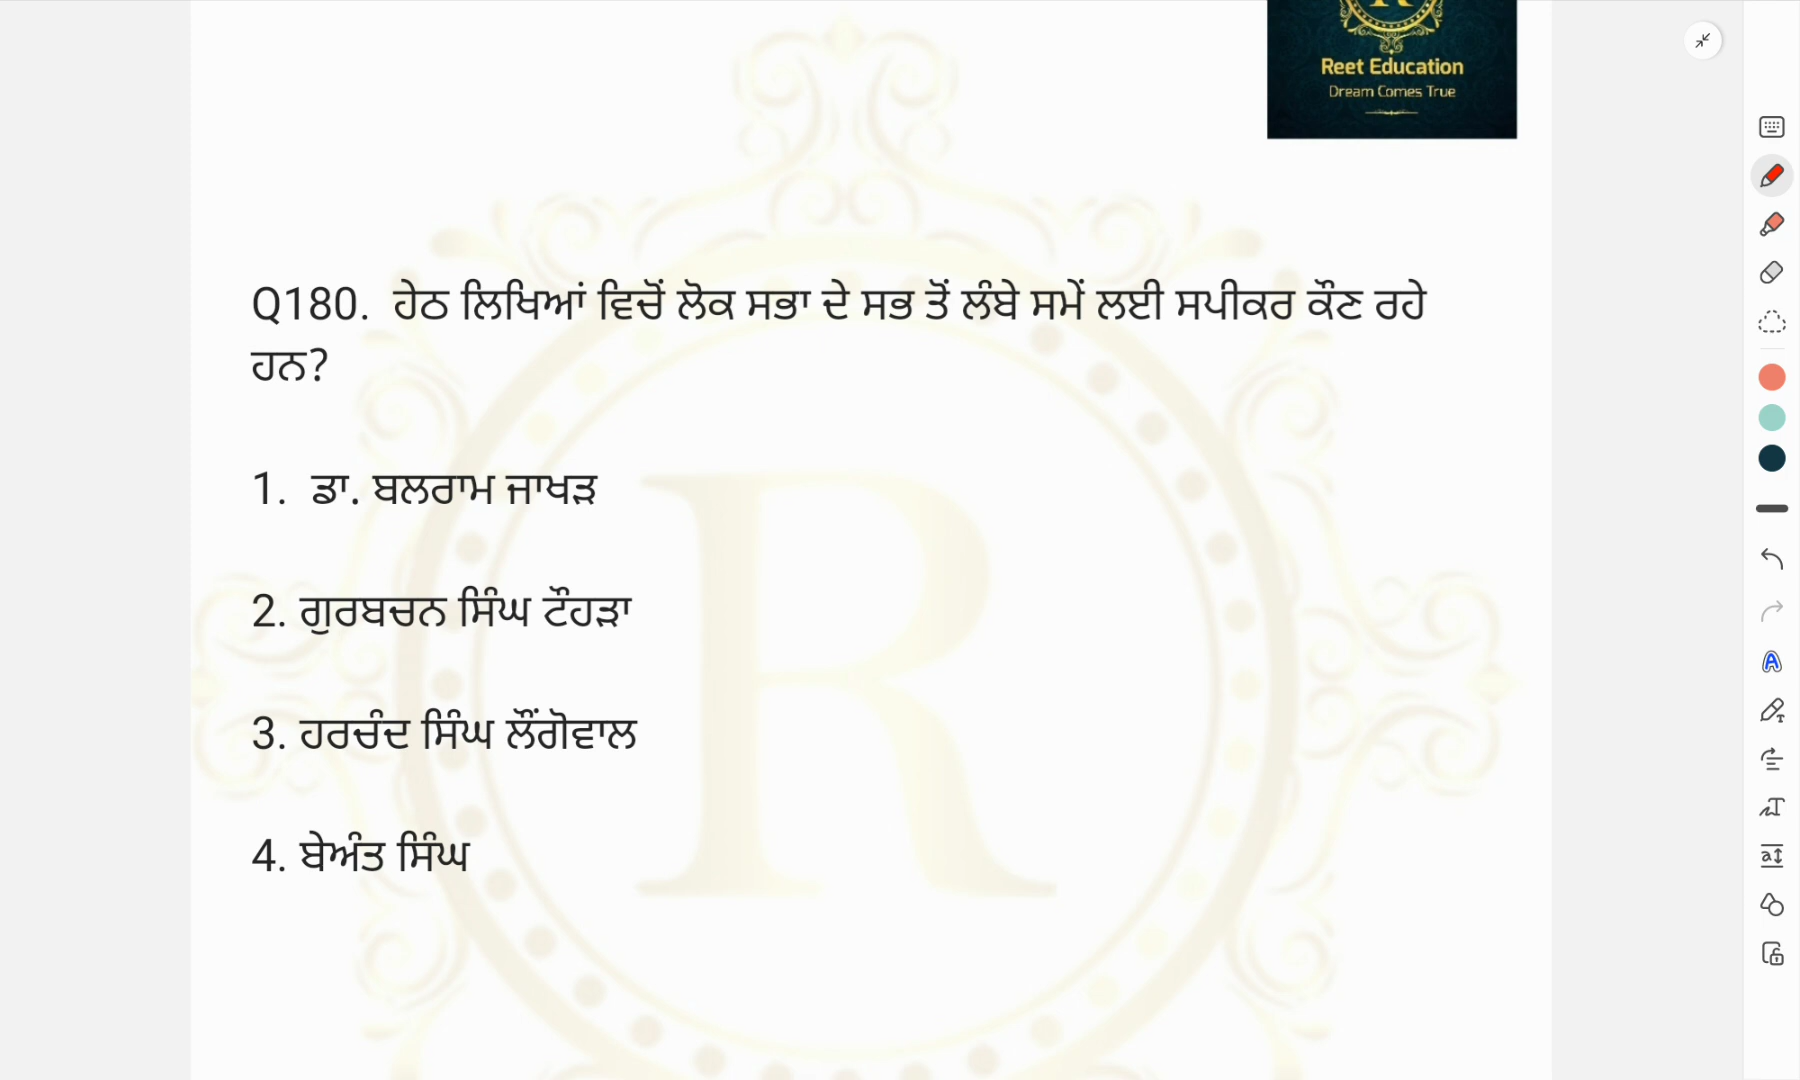 Reet Education
Dream Comes True
Q180. ਹੇਠ ਲਿਖਿਆਂ ਵਿਚੋਂ ਲੋਕ ਸਭਾ ਦੇ ਸਭ ਤੋਂ ਲੰਬੇ ਸਮੇਂ ਲਈ ਸਪੀਕਰ ਕੌਣ ਰਹੇ
ਹਨ?
1. ਡਾ. ਬਲਰਾਮ ਜਾਖੜ
2. ਗੁਰਬਚਨ ਸਿੰਘ ਟੌਹੜਾ
3. ਹਰਚੰਦ ਸਿੰਘ ਲੌਂਗੋਵਾਲ
4. ਬੇਅੰਤ ਸਿੰਘ